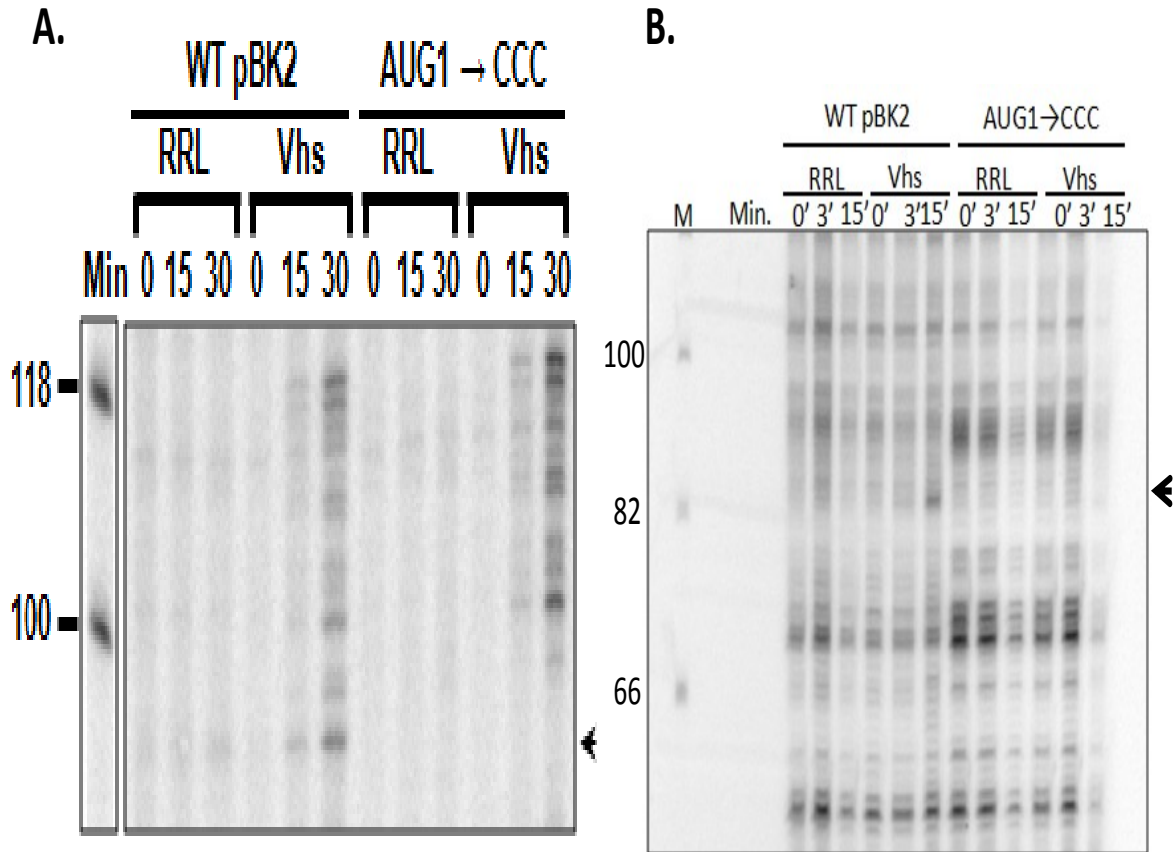 A.
WT pBK2 AUG1 → CCC
RRL Vhs RRL Vhs
Min 0 15 30 0 15 30 0 15 30 0 15 30
118
100
B.
WT pBK2 AUG1→CCC
RRL Vhs RRL Vhs
M Min. 0' 3' 15' 0' 3' 15' 0' 3' 15' 0' 3' 15'
100
82
66